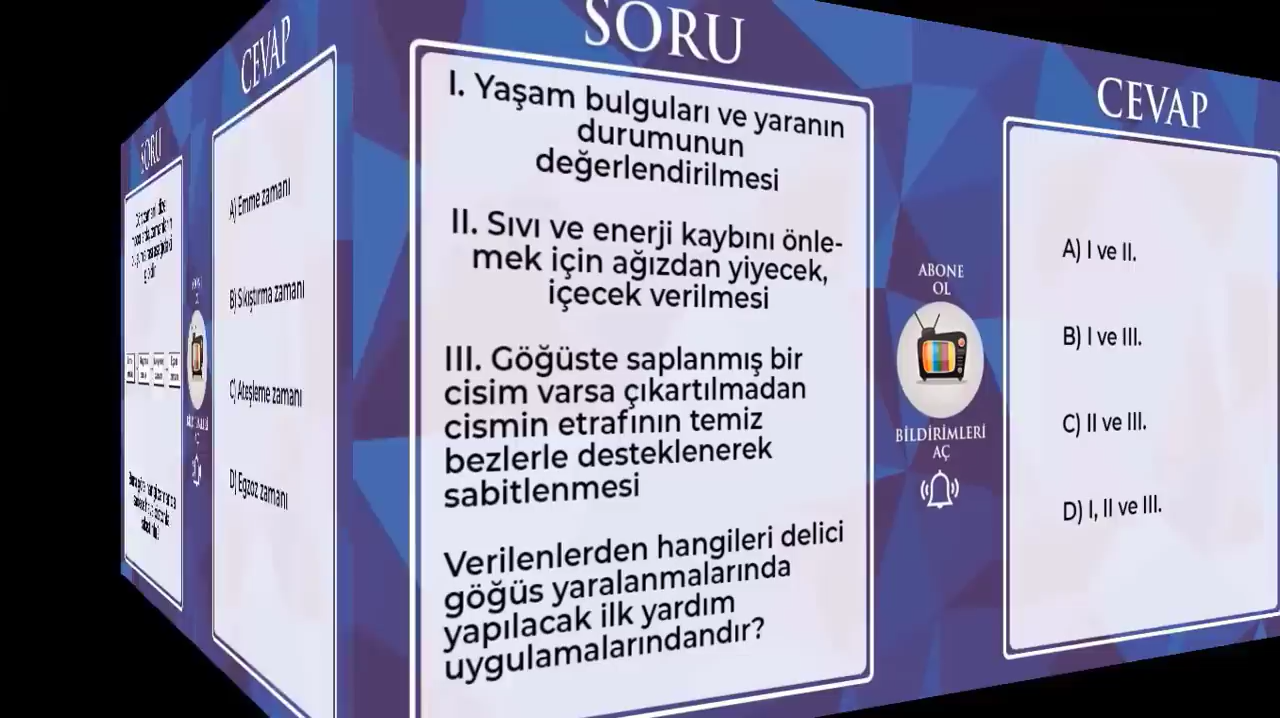 SORU
CEVAP
A) Emme zamanı
B) Sıkıştırma zamanı
C) Ateşleme zamanı
D) Egzoz zamanı
SORU
I. Yaşam bulguları ve yaranın
durumunun
değerlendirilmesi
II. Sıvı ve enerji kaybını önle-
mek için ağızdan yiyecek,
içecek verilmesi
III. Göğüste saplanmış bir
cisim varsa çıkartılmadan
cismin etrafının temiz
bezlerle desteklenerek
sabitlenmesi
Verilenlerden hangileri delici
göğüs yaralanmalarında
yapılacak ilk yardım
uygulamalarındandır?
ABONE
OL
BİLDİRİMLERİ
AÇ
CEVAP
A) I ve II.
B) I ve III.
C) II ve III.
D) I, II ve III.